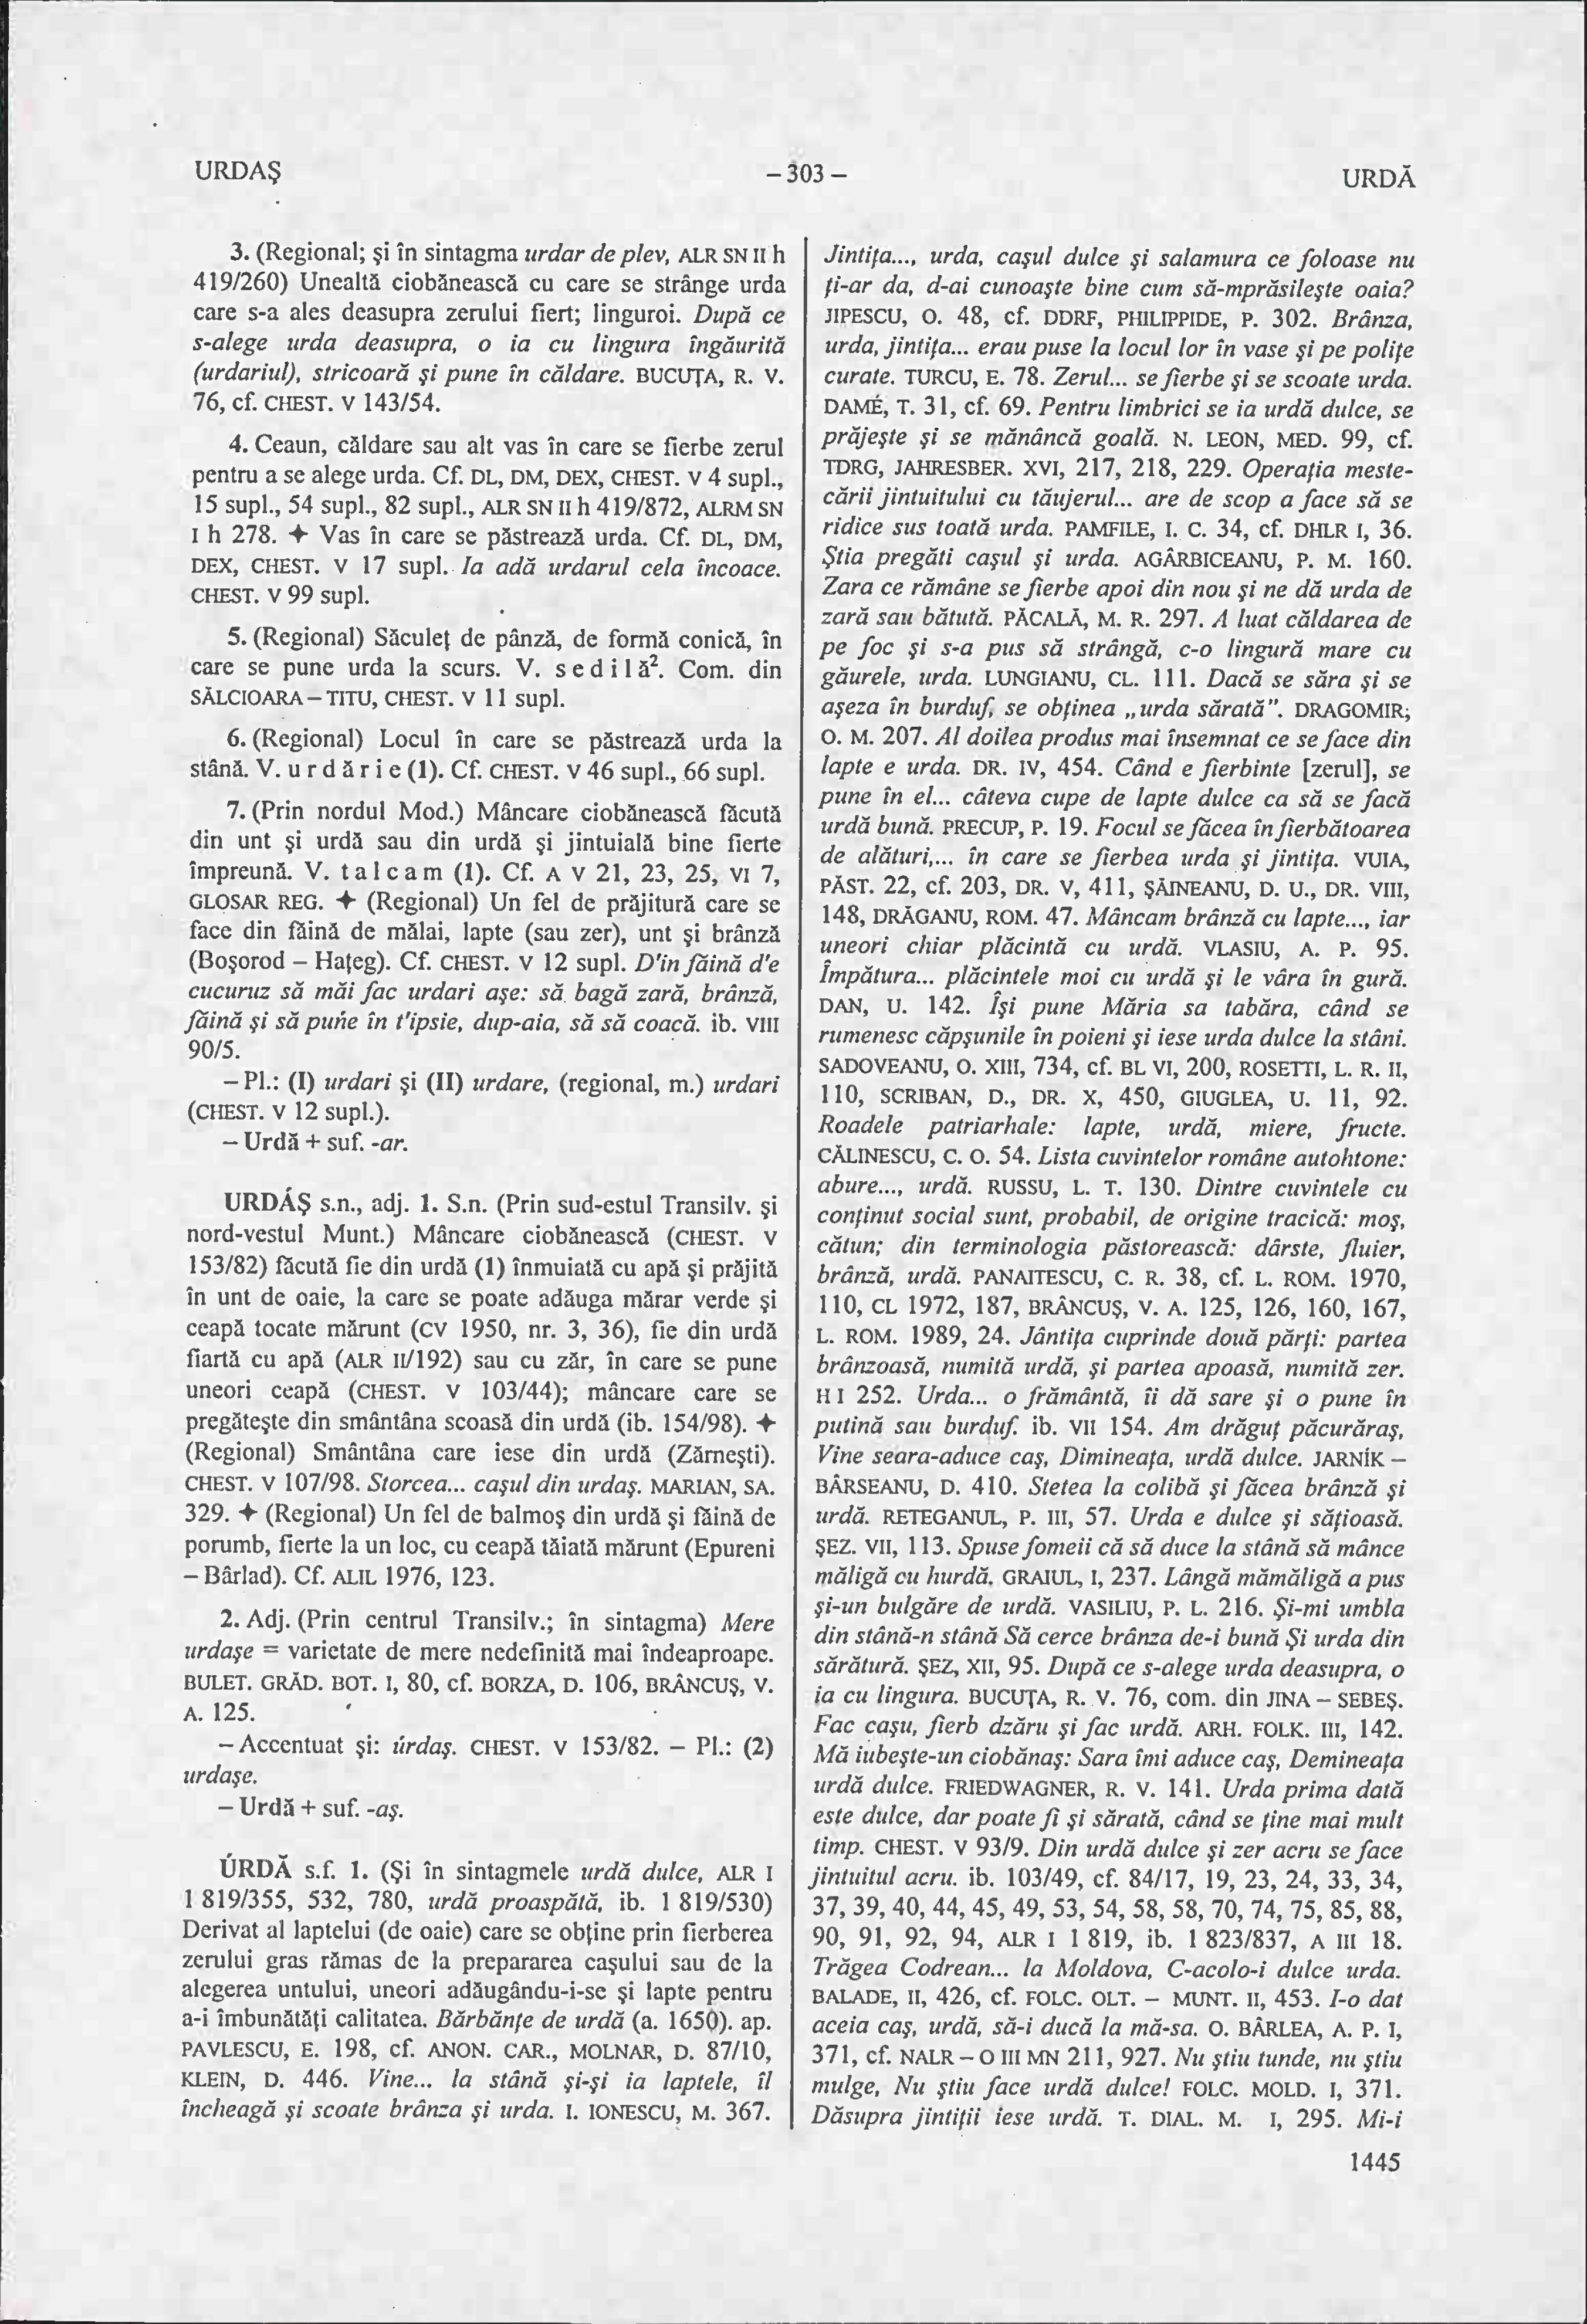 URDAŞ
– 303 –
URDĂ
3. (Regional; şi în sintagma urdar de plev, ALR SN II h
419/260) Unealtă ciobănească cu care se strânge urda
care s-a ales deasupra zerului fiert; linguroi. După ce
s-alege urda deasupra, o ia cu lingura îngăurită
(urdariul), stricoară şi pune în căldare. BUCUŢA, R. V.
76, cf. CHEST. V 143/54.
4. Ceaun, căldare sau alt vas în care se fierbe zerul
pentru a se alege urda. Cf. DL, DM, DEX, CHEST. V 4 supl.,
15 supl., 54 supl., 82 supl., ALR SN II h 419/872, ALRM SN
I h 278. ✦ Vas în care se păstrează urda. Cf. DL, DM,
DEX, CHEST. V 17 supl. Ia adă urdarul cela încoace.
CHEST. V 99 supl.
5. (Regional) Săculeţ de pânză, de formă conică, în
care se pune urda la scurs. V. s e d i l ă². Com. din
SĂLCIOARA – TITU, CHEST. V 11 supl.
6. (Regional) Locul în care se păstrează urda la
stână. V. u r d ă r i e (1). Cf. CHEST. V 46 supl., 66 supl.
7. (Prin nordul Mod.) Mâncare ciobănească făcută
din unt şi urdă sau din urdă şi jintuială bine fierte
împreună. V. t a l c a m (1). Cf. A V 21, 23, 25, VI 7,
GLOSAR REG. ✦ (Regional) Un fel de prăjitură care se
face din făină de mălai, lapte (sau zer), unt şi brânză
(Boşorod – Haţeg). Cf. CHEST. V 12 supl. D'in făină d'e
cucuruz să măi fac urdari aşe: să bagă zară, brânză,
făină şi să puńe în t'ipsie, dup-aia, să să coacă. ib. VIII
90/5.
– Pl.: (I) urdari şi (II) urdare, (regional, m.) urdari
(CHEST. V 12 supl.).
– Urdă + suf. -ar.
URDÁŞ s.n., adj. 1. S.n. (Prin sud-estul Transilv. şi
nord-vestul Munt.) Mâncare ciobănească (CHEST. V
153/82) făcută fie din urdă (1) înmuiată cu apă şi prăjită
în unt de oaie, la care se poate adăuga mărar verde şi
ceapă tocate mărunt (CV 1950, nr. 3, 36), fie din urdă
fiartă cu apă (ALR II/192) sau cu zăr, în care se pune
uneori ceapă (CHEST. V 103/44); mâncare care se
pregăteşte din smântâna scoasă din urdă (ib. 154/98). ✦
(Regional) Smântâna care iese din urdă (Zărneşti).
CHEST. V 107/98. Storcea... caşul din urdaş. MARIAN, SA.
329. ✦ (Regional) Un fel de balmoş din urdă şi făină de
porumb, fierte la un loc, cu ceapă tăiată mărunt (Epureni
– Bârlad). Cf. ALIL 1976, 123.
2. Adj. (Prin centrul Transilv.; în sintagma) Mere
urdaşe = varietate de mere nedefinită mai îndeaproape.
BULET. GRĂD. BOT. I, 80, cf. BORZA, D. 106, BRÂNCUŞ, V.
A. 125.
– Accentuat şi: úrdaş. CHEST. V 153/82. – Pl.: (2)
urdaşe.
– Urdă + suf. -aş.
ÚRDĂ s.f. 1. (Şi în sintagmele urdă dulce, ALR I
1 819/355, 532, 780, urdă proaspătă, ib. 1 819/530)
Derivat al laptelui (de oaie) care se obţine prin fierberea
zerului gras rămas de la prepararea caşului sau de la
alegerea untului, uneori adăugându-i-se şi lapte pentru
a-i îmbunătăţi calitatea. Bărbănţe de urdă (a. 1650). ap.
PAVLESCU, E. 198, cf. ANON. CAR., MOLNAR, D. 87/10,
KLEIN, D. 446. Vine... la stână şi-şi ia laptele, îl
încheagă şi scoate brânza şi urda. I. IONESCU, M. 367.
Jintiţa..., urda, caşul dulce şi salamura ce foloase nu
ţi-ar da, d-ai cunoaşte bine cum să-mprăsileşte oaia?
JIPESCU, O. 48, cf. DDRF, PHILIPPIDE, P. 302. Brânza,
urda, jintiţa... erau puse la locul lor în vase şi pe poliţe
curate. TURCU, E. 78. Zerul... se fierbe şi se scoate urda.
DAMÉ, T. 31, cf. 69. Pentru limbrici se ia urdă dulce, se
prăjeşte şi se mănâncă goală. N. LEON, MED. 99, cf.
TDRG, JAHRESBER. XVI, 217, 218, 229. Operaţia meste-
cării jintuitului cu tăujerul... are de scop a face să se
ridice sus toată urda. PAMFILE, I. C. 34, cf. DHLR I, 36.
Ştia pregăti caşul şi urda. AGÂRBICEANU, P. M. 160.
Zara ce rămâne se fierbe apoi din nou şi ne dă urda de
zară sau bătută. PĂCALĂ, M. R. 297. A luat căldarea de
pe foc şi s-a pus să strângă, c-o lingură mare cu
găurele, urda. LUNGIANU, CL. 111. Dacă se săra şi se
aşeza în burduf, se obţinea „urda sărată”. DRAGOMIR,
O. M. 207. Al doilea produs mai însemnat ce se face din
lapte e urda. DR. IV, 454. Când e fierbinte [zerul], se
pune în el... câteva cupe de lapte dulce ca să se facă
urdă bună. PRECUP, P. 19. Focul se făcea în fierbătoarea
de alături,... în care se fierbea urda şi jintiţa. VUIA,
PĂST. 22, cf. 203, DR. V, 411, ŞĂINEANU, D. U., DR. VIII,
148, DRĂGANU, ROM. 47. Mâncam brânză cu lapte..., iar
uneori chiar plăcintă cu urdă. VLASIU, A. P. 95.
Împătura... plăcintele moi cu urdă şi le vâra în gură.
DAN, U. 142. Îşi pune Măria sa tabăra, când se
rumenesc căpşunile în poieni şi iese urda dulce la stâni.
SADOVEANU, O. XIII, 734, cf. BL VI, 200, ROSETTI, L. R. II,
110, SCRIBAN, D., DR. X, 450, GIUGLEA, U. 11, 92.
Roadele patriarhale: lapte, urdă, miere, fructe.
CĂLINESCU, C. O. 54. Lista cuvintelor române autohtone:
abure..., urdă. RUSSU, L. T. 130. Dintre cuvintele cu
conţinut social sunt, probabil, de origine tracică: moş,
cătun; din terminologia păstorească: dârste, fluier,
brânză, urdă. PANAITESCU, C. R. 38, cf. L. ROM. 1970,
110, CL 1972, 187, BRÂNCUŞ, V. A. 125, 126, 160, 167,
L. ROM. 1989, 24. Jântiţa cuprinde două părţi: partea
brânzoasă, numită urdă, şi partea apoasă, numită zer.
H I 252. Urda... o frământă, îi dă sare şi o pune în
putină sau burduf. ib. VII 154. Am drăguţ păcurăraş,
Vine seara-aduce caş, Dimineaţa, urdă dulce. JARNÍK –
BÂRSEANU, D. 410. Stetea la colibă şi făcea brânză şi
urdă. RETEGANUL, P. III, 57. Urda e dulce şi săţioasă.
ŞEZ. VII, 113. Spuse fomeii că să duce la stână să mânce
măligă cu hurdă. GRAIUL, I, 237. Lângă mămăligă a pus
şi-un bulgăre de urdă. VASILIU, P. L. 216. Şi-mi umbla
din stână-n stână Să cerce brânza de-i bună Şi urda din
sărătură. ŞEZ, XII, 95. După ce s-alege urda deasupra, o
ia cu lingura. BUCUŢA, R. V. 76, com. din JINA – SEBEŞ.
Fac caşu, fierb dzăru şi fac urdă. ARH. FOLK. III, 142.
Mă iubeşte-un ciobănaş: Sara îmi aduce caş, Demineaţa
urdă dulce. FRIEDWAGNER, R. V. 141. Urda prima dată
este dulce, dar poate fi şi sărată, când se ţine mai mult
timp. CHEST. V 93/9. Din urdă dulce şi zer acru se face
jintuitul acru. ib. 103/49, cf. 84/17, 19, 23, 24, 33, 34,
37, 39, 40, 44, 45, 49, 53, 54, 58, 58, 70, 74, 75, 85, 88,
90, 91, 92, 94, ALR I 1 819, ib. 1 823/837, A III 18.
Trăgea Codrean... la Moldova, C-acolo-i dulce urda.
BALADE, II, 426, cf. FOLC. OLT. – MUNT. II, 453. I-o dat
aceia caş, urdă, să-i ducă la mă-sa. O. BÂRLEA, A. P. I,
371, cf. NALR – O III MN 211, 927. Nu ştiu tunde, nu ştiu
mulge, Nu ştiu face urdă dulce! FOLC. MOLD. I, 371.
Dăsupra jintiţii iese urdă. T. DIAL. M. I, 295. Mi-i
1445